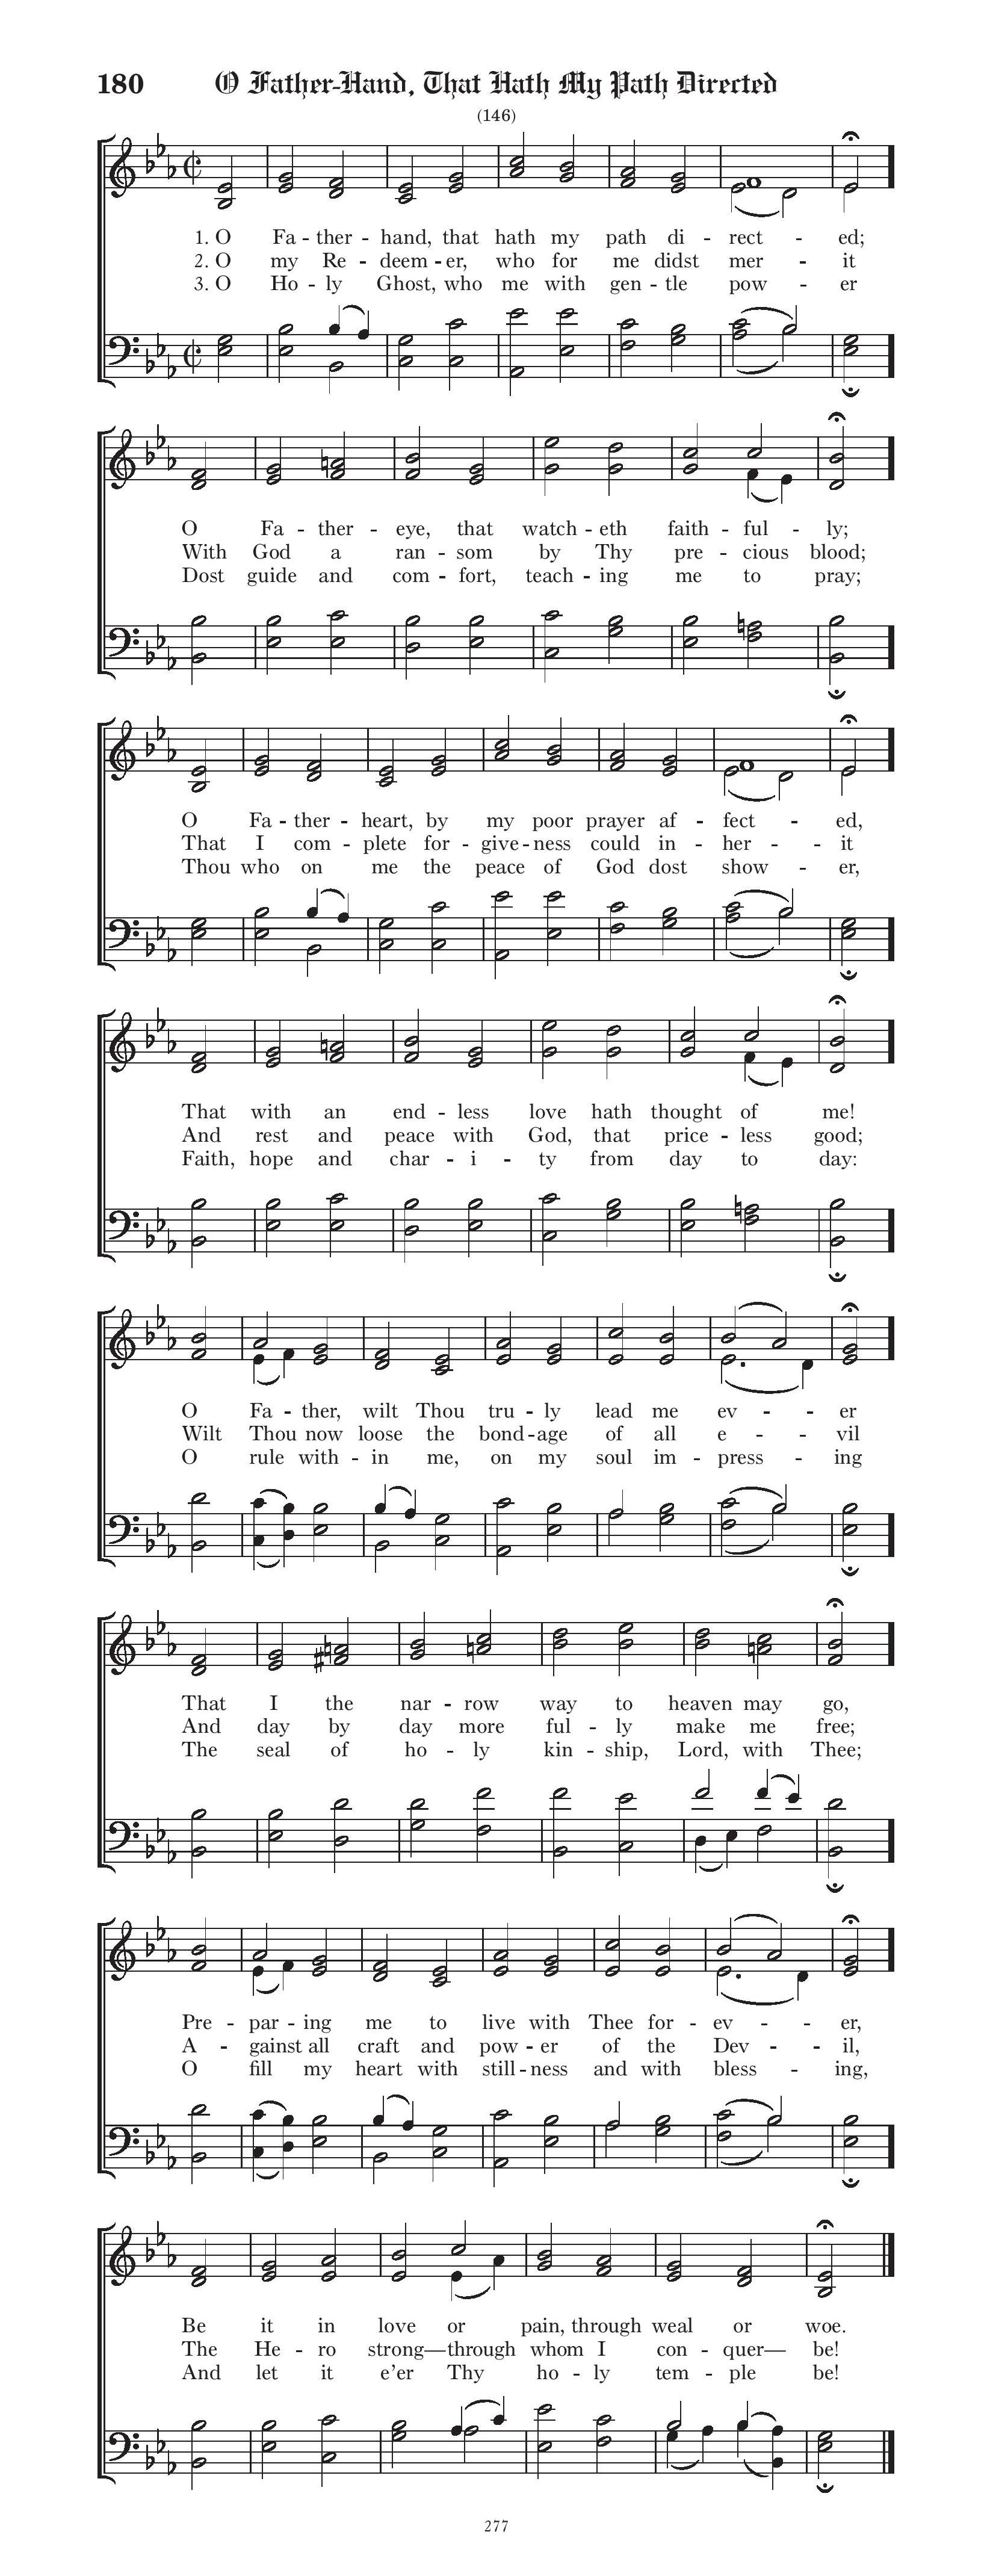 180 O Father-Hand, That Hath My Path Directed
(146)
1. O Fa - ther - hand, that hath my path di - rect - ed;
2. O my Re - deem - er, who for me didst mer - it
3. O Ho - ly Ghost, who me with gen - tle pow - er
O Fa - ther - eye, that watch - eth faith - ful - ly;
With God a ran - som by Thy pre - cious blood;
Dost guide and com - fort, teach - ing me to pray;
O Fa - ther - heart, by my poor prayer af - fect - ed,
That I com - plete for - give - ness could in - her - it
Thou who on me the peace of God dost show - er,
That with an end - less love hath thought of me!
And rest and peace with God, that price - less good;
Faith, hope and char - i - ty from day to day:
O Fa - ther, wilt Thou tru - ly lead me ev - er
Wilt Thou now loose the bond - age of all e - vil
O rule with - in me, on my soul im - press - ing
That I the nar - row way to heaven may go,
And day by day more ful - ly make me free;
The seal of ho - ly kin - ship, Lord, with Thee;
Pre - par - ing me to live with Thee for - ev - er,
A - gainst all craft and pow - er of the Dev - il,
O fill my heart with still - ness and with bless - ing,
Be it in love or pain, through weal or woe.
The He - ro strong—through whom I con - quer— be!
And let it e’er Thy ho - ly tem - ple be!
277